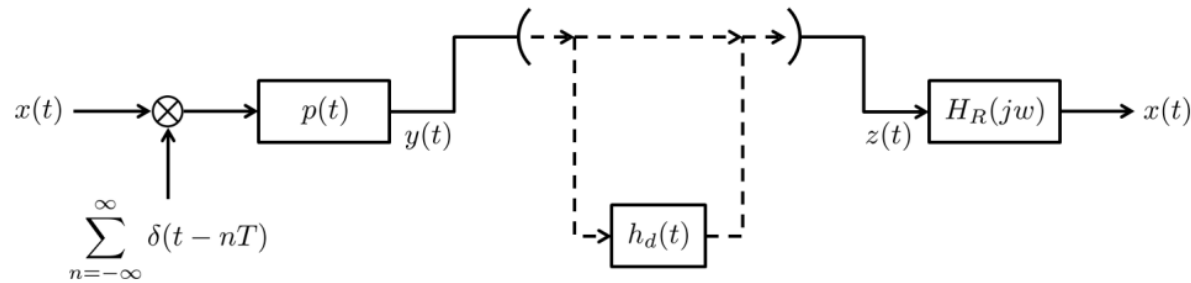 x(t)
p(t)
y(t)
z(t)
H_R(jw)
x(t)
∑_{n=-∞}^{∞} δ(t − nT)
h_d(t)